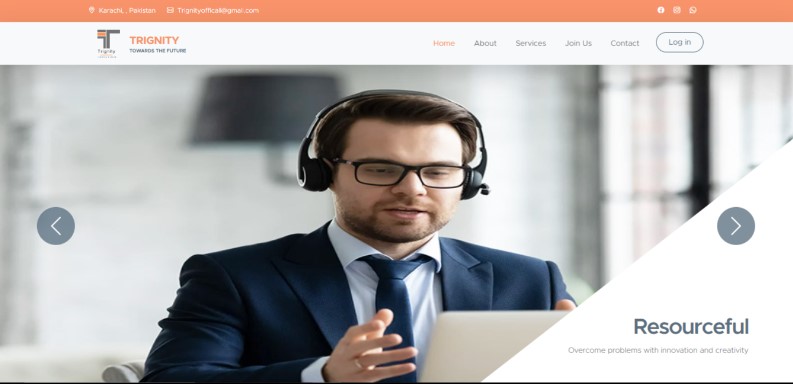 Karachi, , Pakistan Trignityoffical@gmail.com
Trignity
TRIGNITY
TOWARDS THE FUTURE
Home About Services Join Us Contact Log in
Resourceful
Overcome problems with innovation and creativity